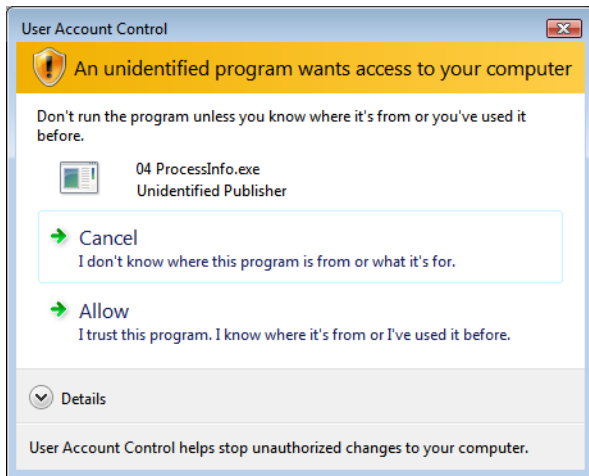 User Account Control
An unidentified program wants access to your computer
Don't run the program unless you know where it's from or you've used it
before.
04 ProcessInfo.exe
Unidentified Publisher
Cancel
I don't know where this program is from or what it's for.
Allow
I trust this program. I know where it's from or I've used it before.
Details
User Account Control helps stop unauthorized changes to your computer.